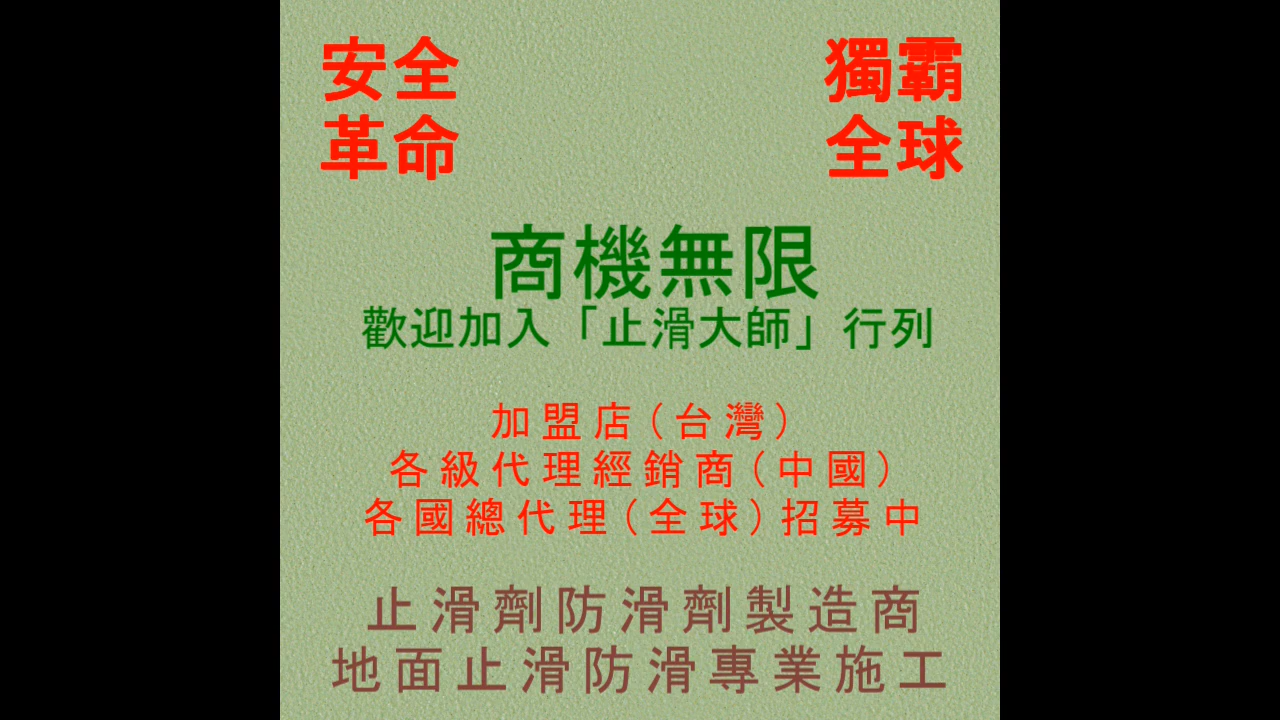 安全
革命
獨霸
全球
商機無限
歡迎加入「止滑大師」行列
加盟店(台灣)
各級代理經銷商(中國)
各國總代理(全球)招募中
止滑劑防滑劑製造商
地面止滑防滑專業施工